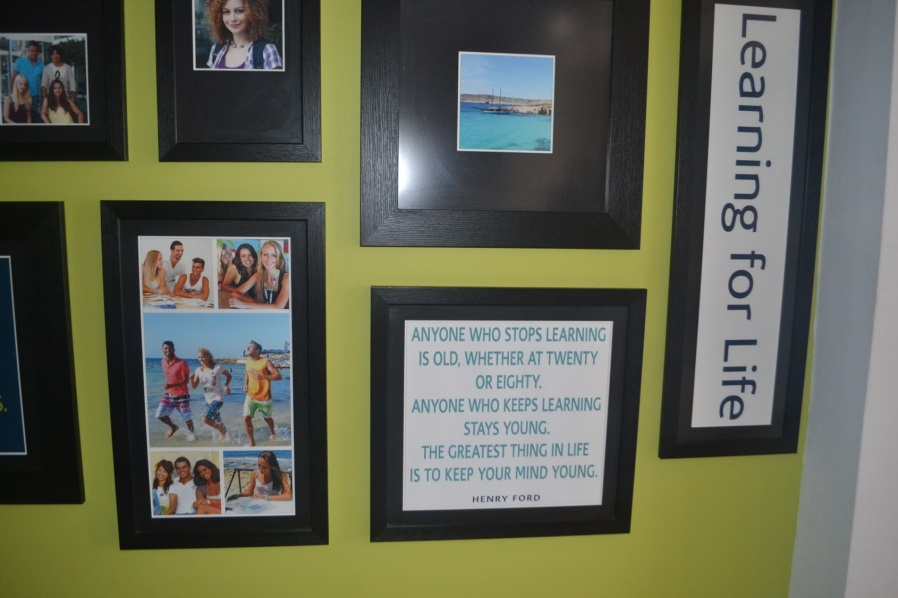 Learning for Life
ANYONE WHO STOPS LEARNING
IS OLD, WHETHER AT TWENTY
OR EIGHTY.
ANYONE WHO KEEPS LEARNING
STAYS YOUNG.
THE GREATEST THING IN LIFE
IS TO KEEP YOUR MIND YOUNG.
HENRY FORD